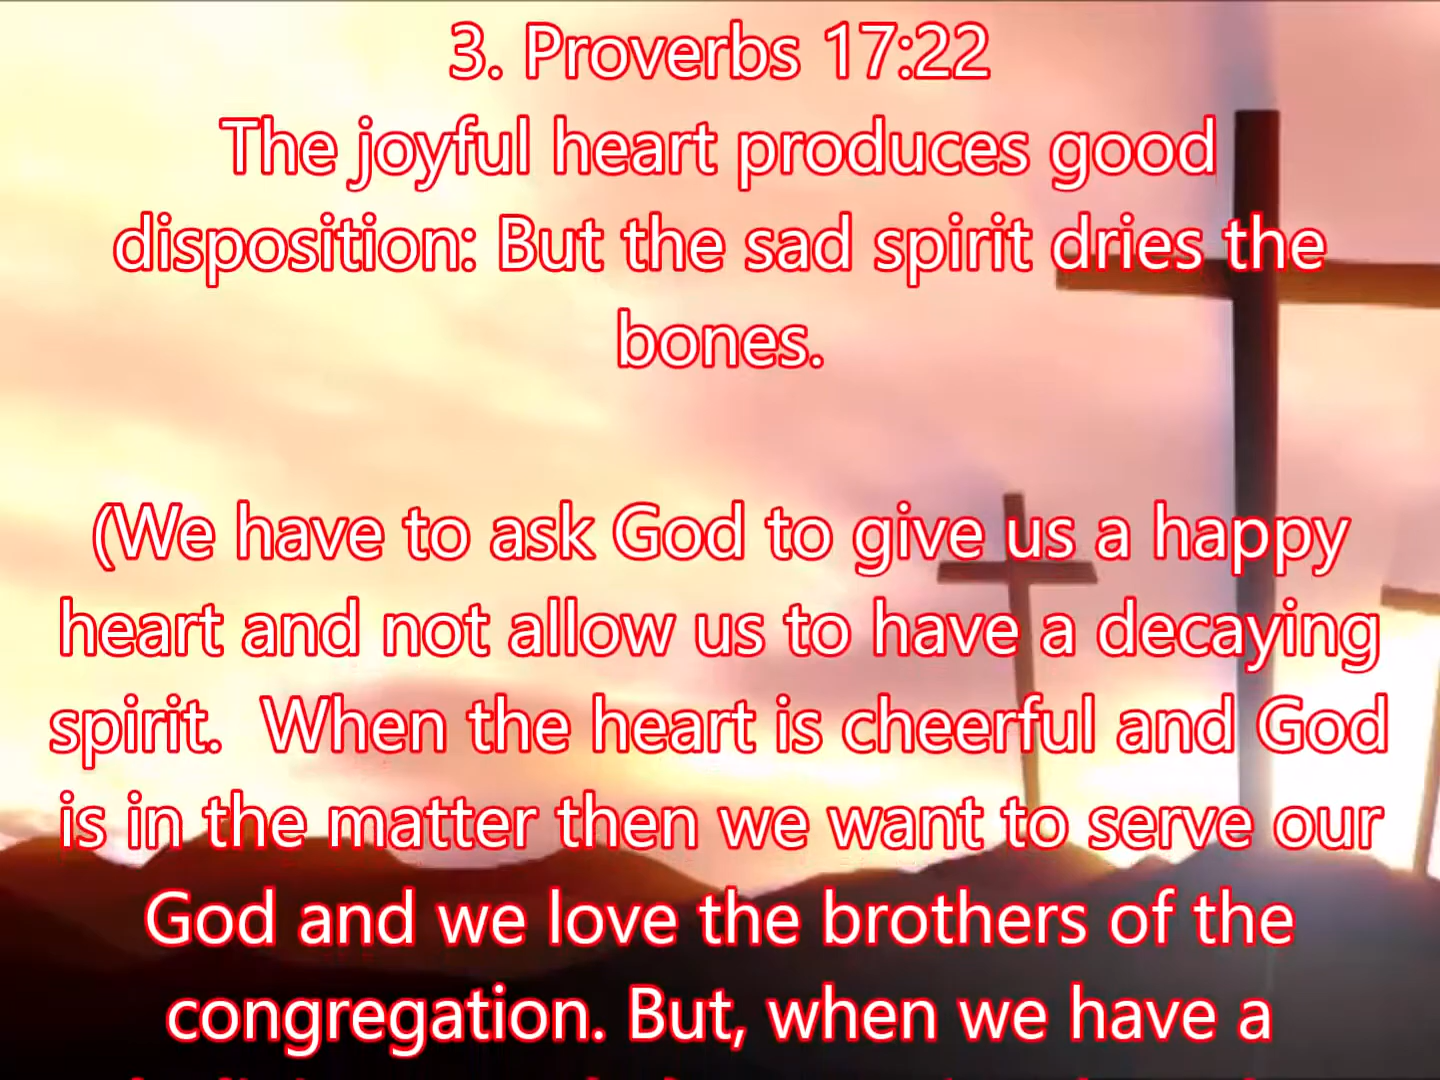 3. Proverbs 17:22
The joyful heart produces good
disposition: But the sad spirit dries the
bones.
(We have to ask God to give us a happy
heart and not allow us to have a decaying
spirit.  When the heart is cheerful and God
is in the matter then we want to serve our
God and we love the brothers of the
congregation. But, when we have a